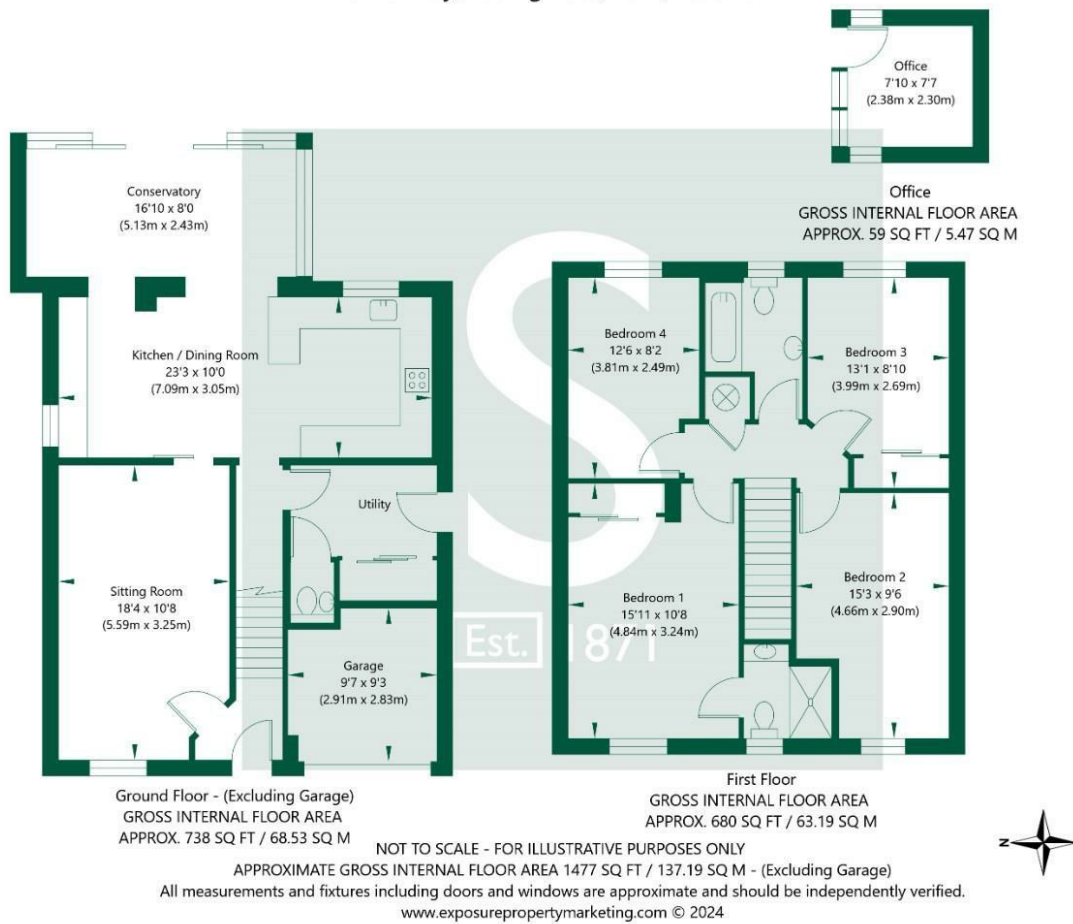 Office
7'10 x 7'7
(2.38m x 2.30m)
Office
GROSS INTERNAL FLOOR AREA
APPROX. 59 SQ FT / 5.47 SQ M
Conservatory
16'10 x 8'0
(5.13m x 2.43m)
Kitchen / Dining Room
23'3 x 10'0
(7.09m x 3.05m)
Utility
Sitting Room
18'4 x 10'8
(5.59m x 3.25m)
Garage
9'7 x 9'3
(2.91m x 2.83m)
Ground Floor - (Excluding Garage)
GROSS INTERNAL FLOOR AREA
APPROX. 738 SQ FT / 68.53 SQ M
S
Est. 1871
Bedroom 4
12'6 x 8'2
(3.81m x 2.49m)
Bedroom 3
13'1 x 8'10
(3.99m x 2.69m)
Bedroom 1
15'11 x 10'8
(4.84m x 3.24m)
Bedroom 2
15'3 x 9'6
(4.66m x 2.90m)
First Floor
GROSS INTERNAL FLOOR AREA
APPROX. 680 SQ FT / 63.19 SQ M
N
NOT TO SCALE - FOR ILLUSTRATIVE PURPOSES ONLY
APPROXIMATE GROSS INTERNAL FLOOR AREA 1477 SQ FT / 137.19 SQ M - (Excluding Garage)
All measurements and fixtures including doors and windows are approximate and should be independently verified.
www.exposurepropertymarketing.com © 2024